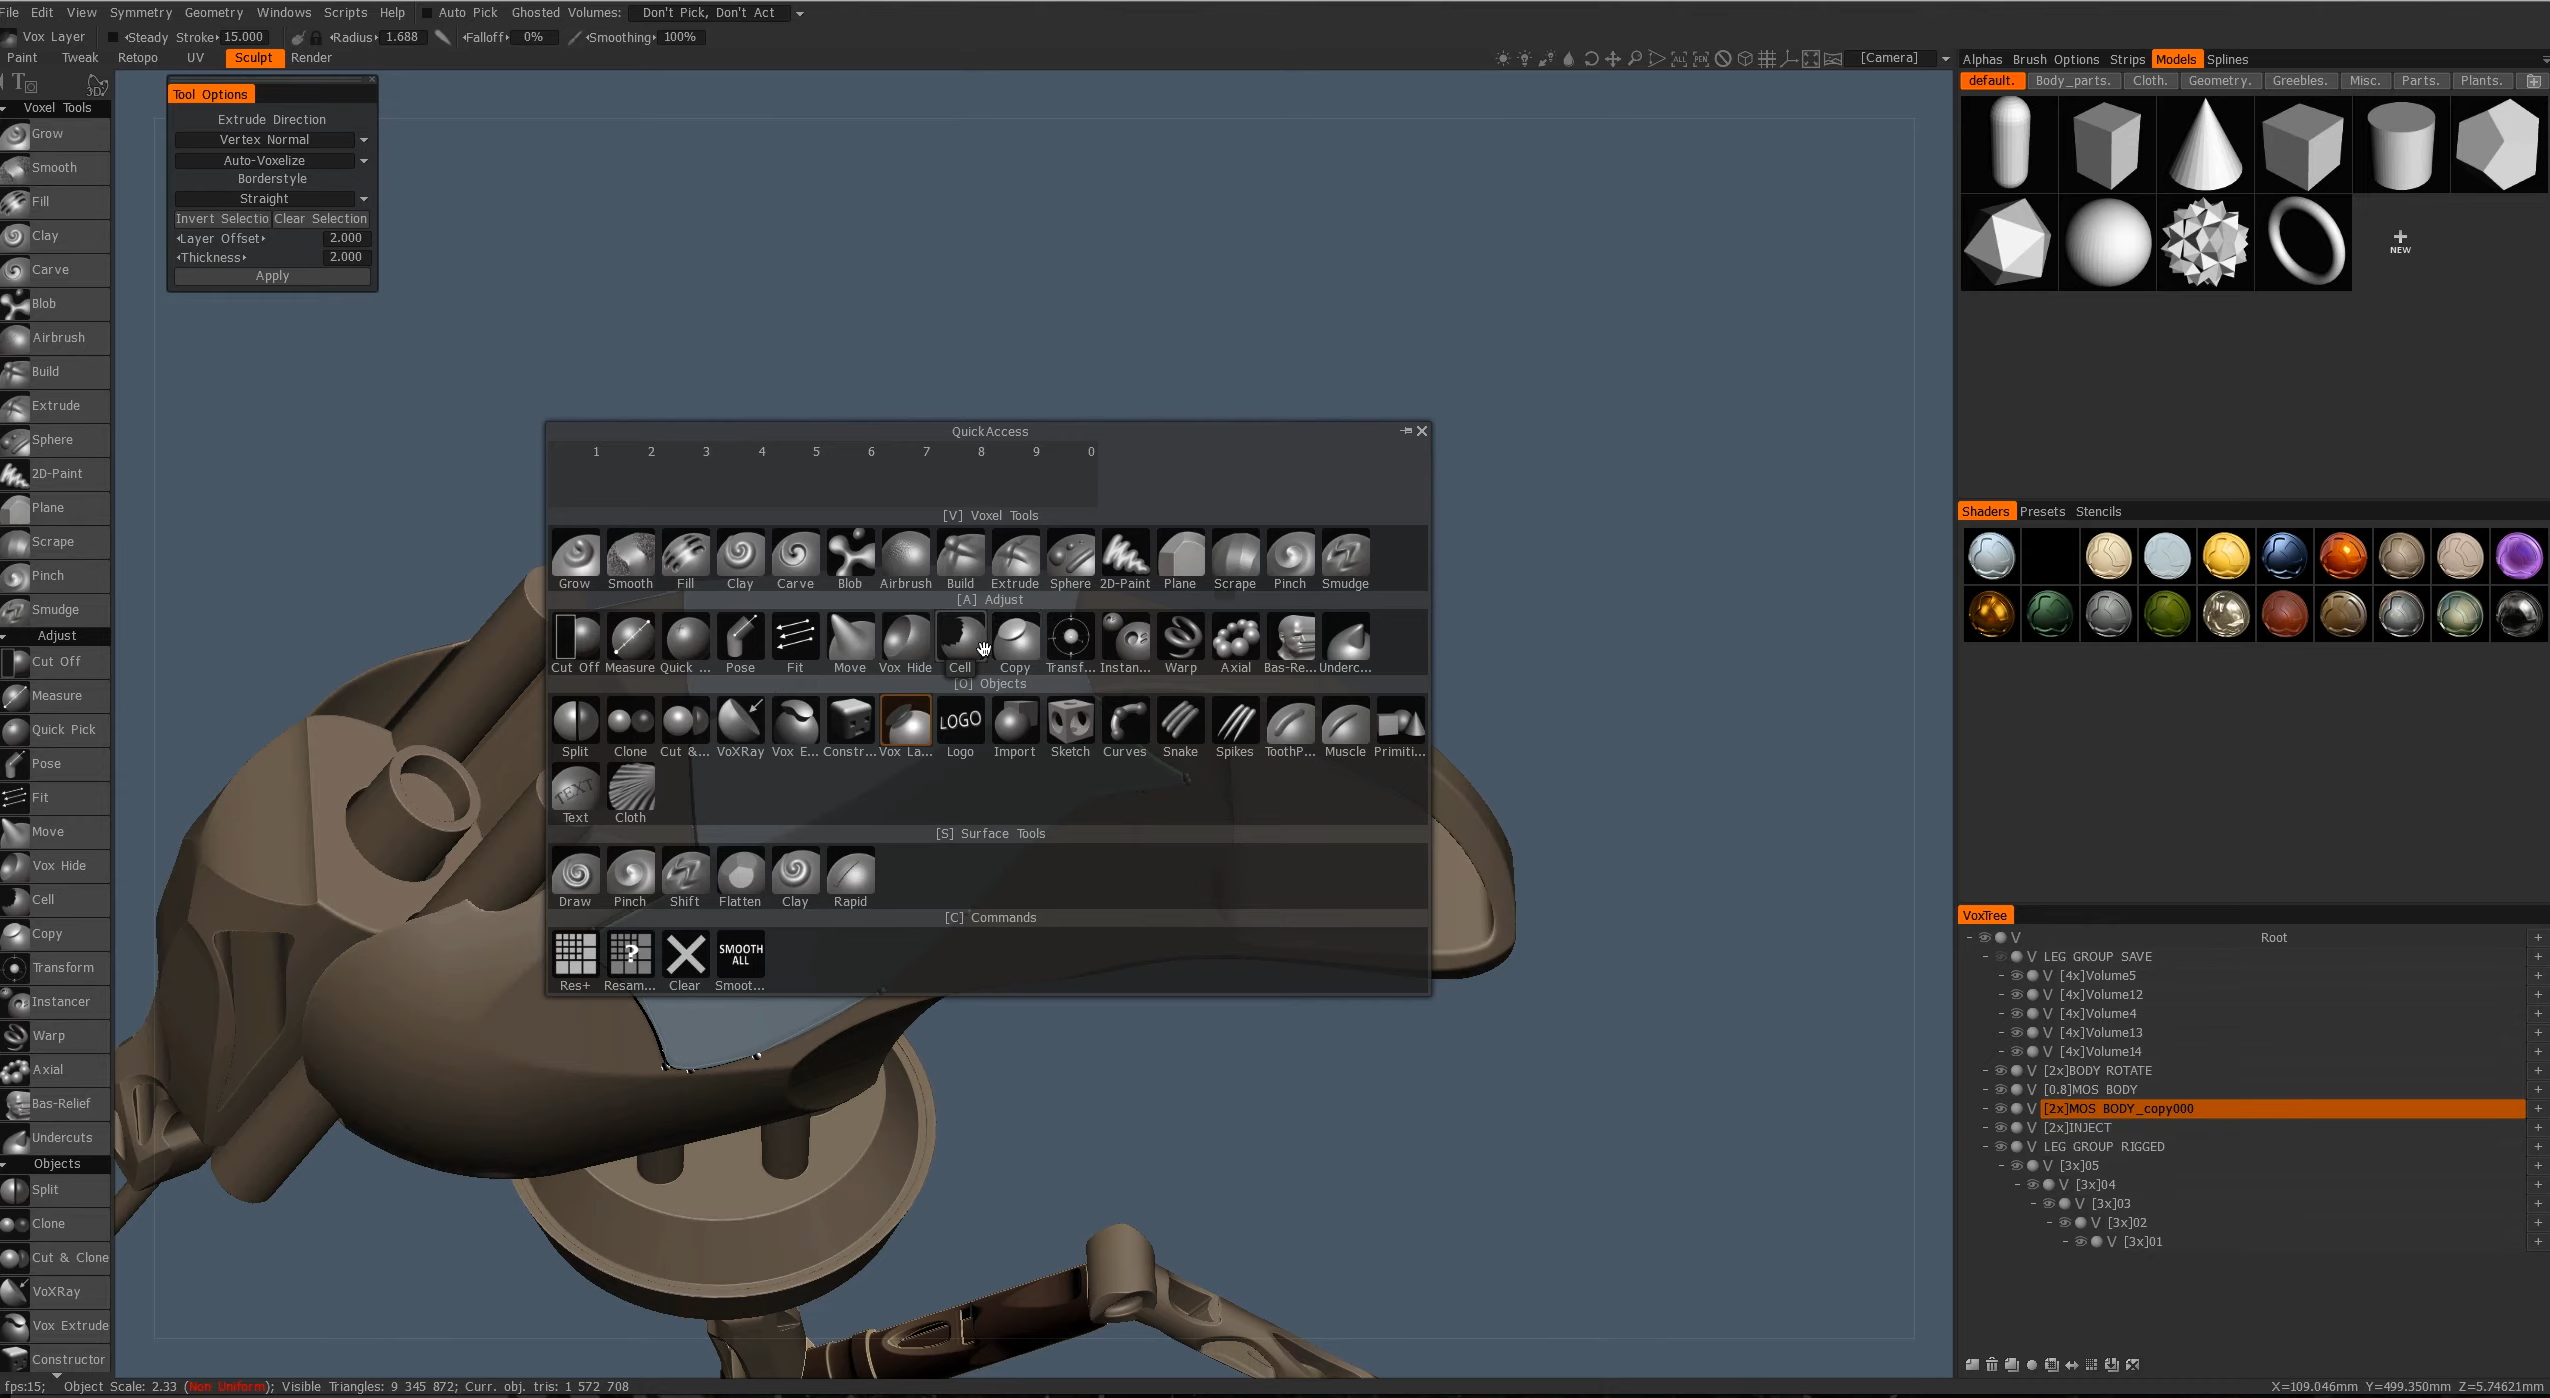 File Edit View Symmetry Geometry Windows Scripts Help Auto Pick Ghosted Volumes: Don't Pick, Don't Act
Vox Layer Steady Stroke 15.000 Radius 1.688 Falloff 0% Smoothing 100%
Paint Tweak Retopo UV Sculpt Render [Camera]
Tool Options
Extrude Direction
Vertex Normal
Auto-Voxelize
Borderstyle
Straight
Invert Selectio Clear Selection
Layer Offset 2.000
Thickness 2.000
Apply
3D
Voxel Tools
Grow
Smooth
Fill
Clay
Carve
Blob
Airbrush
Build
Extrude
Sphere
2D-Paint
Plane
Scrape
Pinch
Smudge
Adjust
Cut Off
Measure
Quick Pick
Pose
Fit
Move
Vox Hide
Cell
Copy
Transform
Instancer
Warp
Axial
Bas-Relief
Undercuts
Objects
Split
Clone
Cut & Clone
VoXRay
Vox Extrude
Constructor
QuickAccess
1 2 3 4 5 6 7 8 9 0
[V] Voxel Tools
Grow Smooth Fill Clay Carve Blob Airbrush Build Extrude Sphere 2D-Paint Plane Scrape Pinch Smudge
[A] Adjust
Cut Off Measure Quick ... Pose Fit Move Vox Hide Cell Copy Transf... Instan... Warp Axial Bas-Re... Underc...
[O] Objects
LOGO
Split Clone Cut &... VoXRay Vox E... Constr... Vox La... Logo Import Sketch Curves Snake Spikes ToothP... Muscle Primiti...
TEXT
Text Cloth
[S] Surface Tools
Draw Pinch Shift Flatten Clay Rapid
[C] Commands
? SMOOTH ALL
Res+ Resam... Clear Smoot...
Alphas Brush Options Strips Models Splines
default. Body_parts. Cloth. Geometry. Greebles. Misc. Parts. Plants.
NEW
Shaders Presets Stencils
VoxTree
V Root
V LEG GROUP SAVE
V [4x]Volume5
V [4x]Volume12
V [4x]Volume4
V [4x]Volume13
V [4x]Volume14
V [2x]BODY ROTATE
V [0.8]MOS BODY
V [2x]MOS BODY_copy000
V [2x]INJECT
V LEG GROUP RIGGED
V [3x]05
V [3x]04
V [3x]03
V [3x]02
V [3x]01
fps:15; Object Scale: 2.33 (Non Uniform); Visible Triangles: 9 345 872; Curr. obj. tris: 1 572 708
X=109.046mm Y=499.350mm Z=5.74621mm